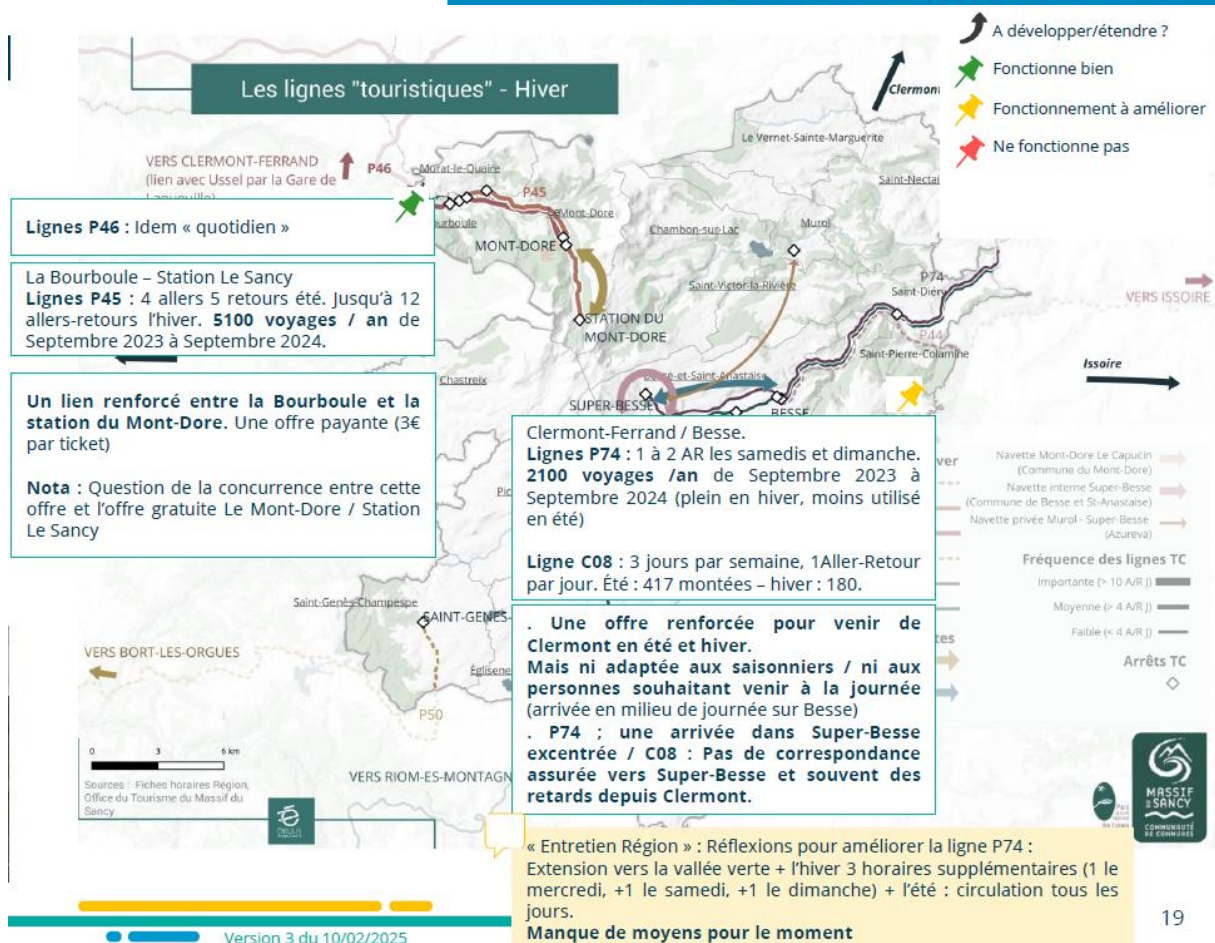 A développer/étendre ?
Fonctionne bien
Fonctionnement à améliorer
Ne fonctionne pas
Les lignes "touristiques" - Hiver
Le Vernet-Sainte-Marguerite
VERS CLERMONT-FERRAND
(lien avec Ussel par la Gare de
P46
Murat-le-Quaire
P45
Mont-Dore
MONT-DORE
Chambon-sur-Lac
Murol
Saint-Victor-la-Rivière
P74
Saint-Diéry
VERS ISSOIRE
P44
Saint-Pierre-Colamine
Issoire
STATION DU
MONT-DORE
Chastreix
SUPER-BESSE
BESSE
Lignes P46 : Idem « quotidien »
La Bourboule – Station Le Sancy
Lignes P45 : 4 allers 5 retours été. Jusqu'à 12
allers-retours l'hiver. 5100 voyages / an de
Septembre 2023 à Septembre 2024.
Un lien renforcé entre la Bourboule et la
station du Mont-Dore. Une offre payante (3€
par ticket)
Nota : Question de la concurrence entre cette
offre et l'offre gratuite Le Mont-Dore / Station
Le Sancy
Clermont-Ferrand / Besse.
Lignes P74 : 1 à 2 AR les samedis et dimanche.
2100 voyages /an de Septembre 2023 à
Septembre 2024 (plein en hiver, moins utilisé
en été)
Ligne C08 : 3 jours par semaine, 1Aller-Retour
par jour. Été : 417 montées – hiver : 180.
. Une offre renforcée pour venir de
Clermont en été et hiver.
Mais ni adaptée aux saisonniers / ni aux
personnes souhaitant venir à la journée
(arrivée en milieu de journée sur Besse)
. P74 ; une arrivée dans Super-Besse
excentrée / C08 : Pas de correspondance
assurée vers Super-Besse et souvent des
retards depuis Clermont.
Navette Mont-Dore Le Capucin
(Commune du Mont-Dore)
Navette interne Super-Besse
(Commune de Besse et St-Anastaise)
Navette privée Murol - Super-Besse
(Azureva)
Fréquence des lignes TC
Importante (> 10 A/R J)
Moyenne (> 4 A/R J)
Faible (< 4 A/R J)
Arrêts TC
Saint-Genès-Champespe
SAINT-GENES-
VERS BORT-LES-ORGUES
P50
0 3 6 km
Sources : Fiches horaires Région,
Office du Tourisme du Massif du
Sancy
VERS RIOM-ES-MONTAGN
MASSIF
DU SANCY
COMMUNAUTÉ
DE COMMUNES
« Entretien Région » : Réflexions pour améliorer la ligne P74 :
Extension vers la vallée verte + l'hiver 3 horaires supplémentaires (1 le
mercredi, +1 le samedi, +1 le dimanche) + l'été : circulation tous les
jours.
Manque de moyens pour le moment
Version 3 du 10/02/2025
19